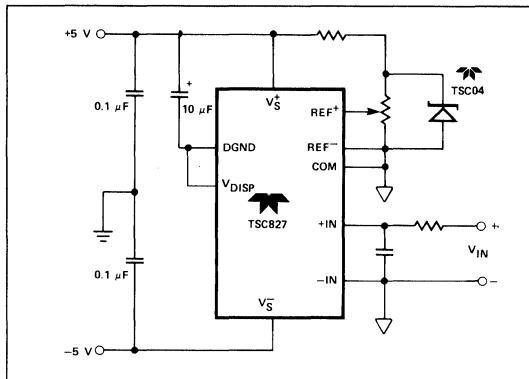 +5 V
TSC04
0.1 μF
+
10 μF
V+S
REF+
DGND
REF−
COM
VDISP
TSC827
+IN
+
VIN
0.1 μF
−IN
−
V−S
−5 V